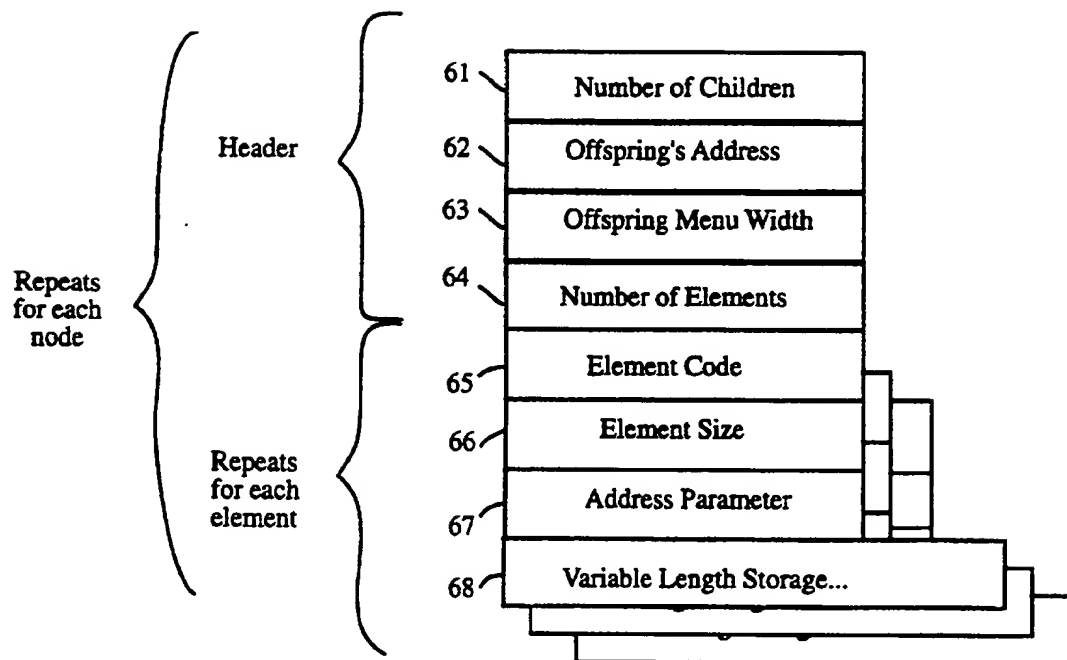 61
Number of Children
Header
62
Offspring's Address
63
Offspring Menu Width
Repeats
for each
node
64
Number of Elements
65
Element Code
66
Element Size
Repeats
for each
element
67
Address Parameter
68
Variable Length Storage...